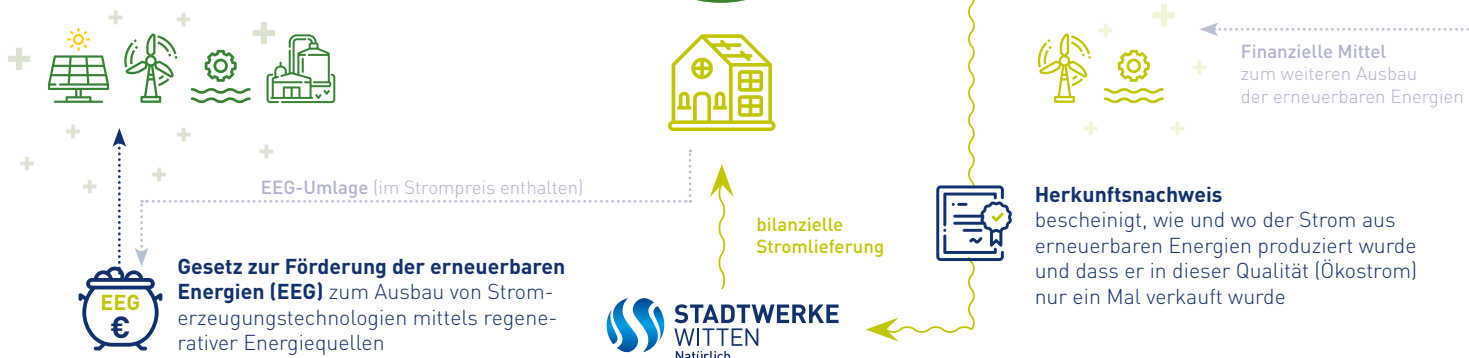 Finanzielle Mittel
zum weiteren Ausbau
der erneuerbaren Energien
EEG-Umlage (im Strompreis enthalten)
Herkunftsnachweis
bescheinigt, wie und wo der Strom aus
erneuerbaren Energien produziert wurde
und dass er in dieser Qualität (Ökostrom)
nur ein Mal verkauft wurde
bilanzielle
Stromlieferung
EEG
€
Gesetz zur Förderung der erneuerbaren
Energien (EEG) zum Ausbau von Strom-
erzeugungstechnologien mittels regene-
rativer Energiequellen
STADTWERKE
WITTEN
Natürlich